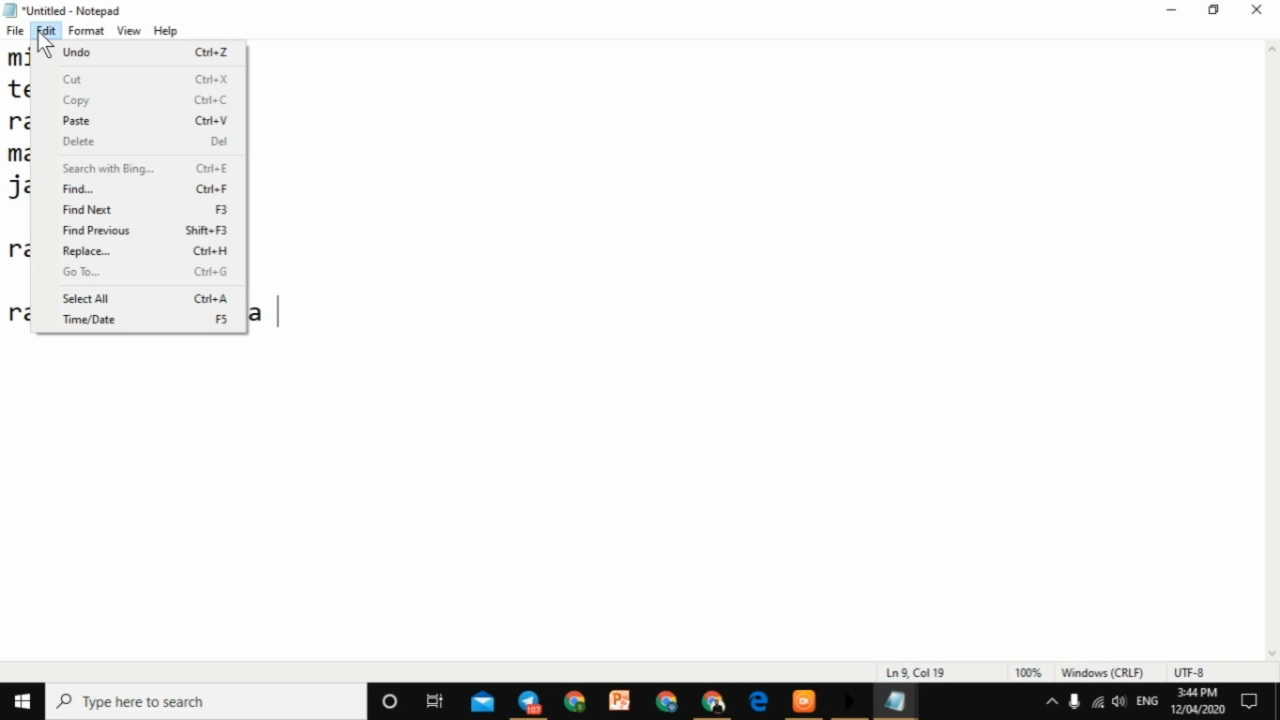 *Untitled - Notepad
File Edit Format View Help
Undo Ctrl+Z
Cut Ctrl+X
Copy Ctrl+C
Paste Ctrl+V
Delete Del
Search with Bing... Ctrl+E
Find... Ctrl+F
Find Next F3
Find Previous Shift+F3
Replace... Ctrl+H
Go To... Ctrl+G
Select All Ctrl+A
Time/Date F5
Ln 9, Col 19 100% Windows (CRLF) UTF-8
Type here to search
107
ENG
3:44 PM
12/04/2020